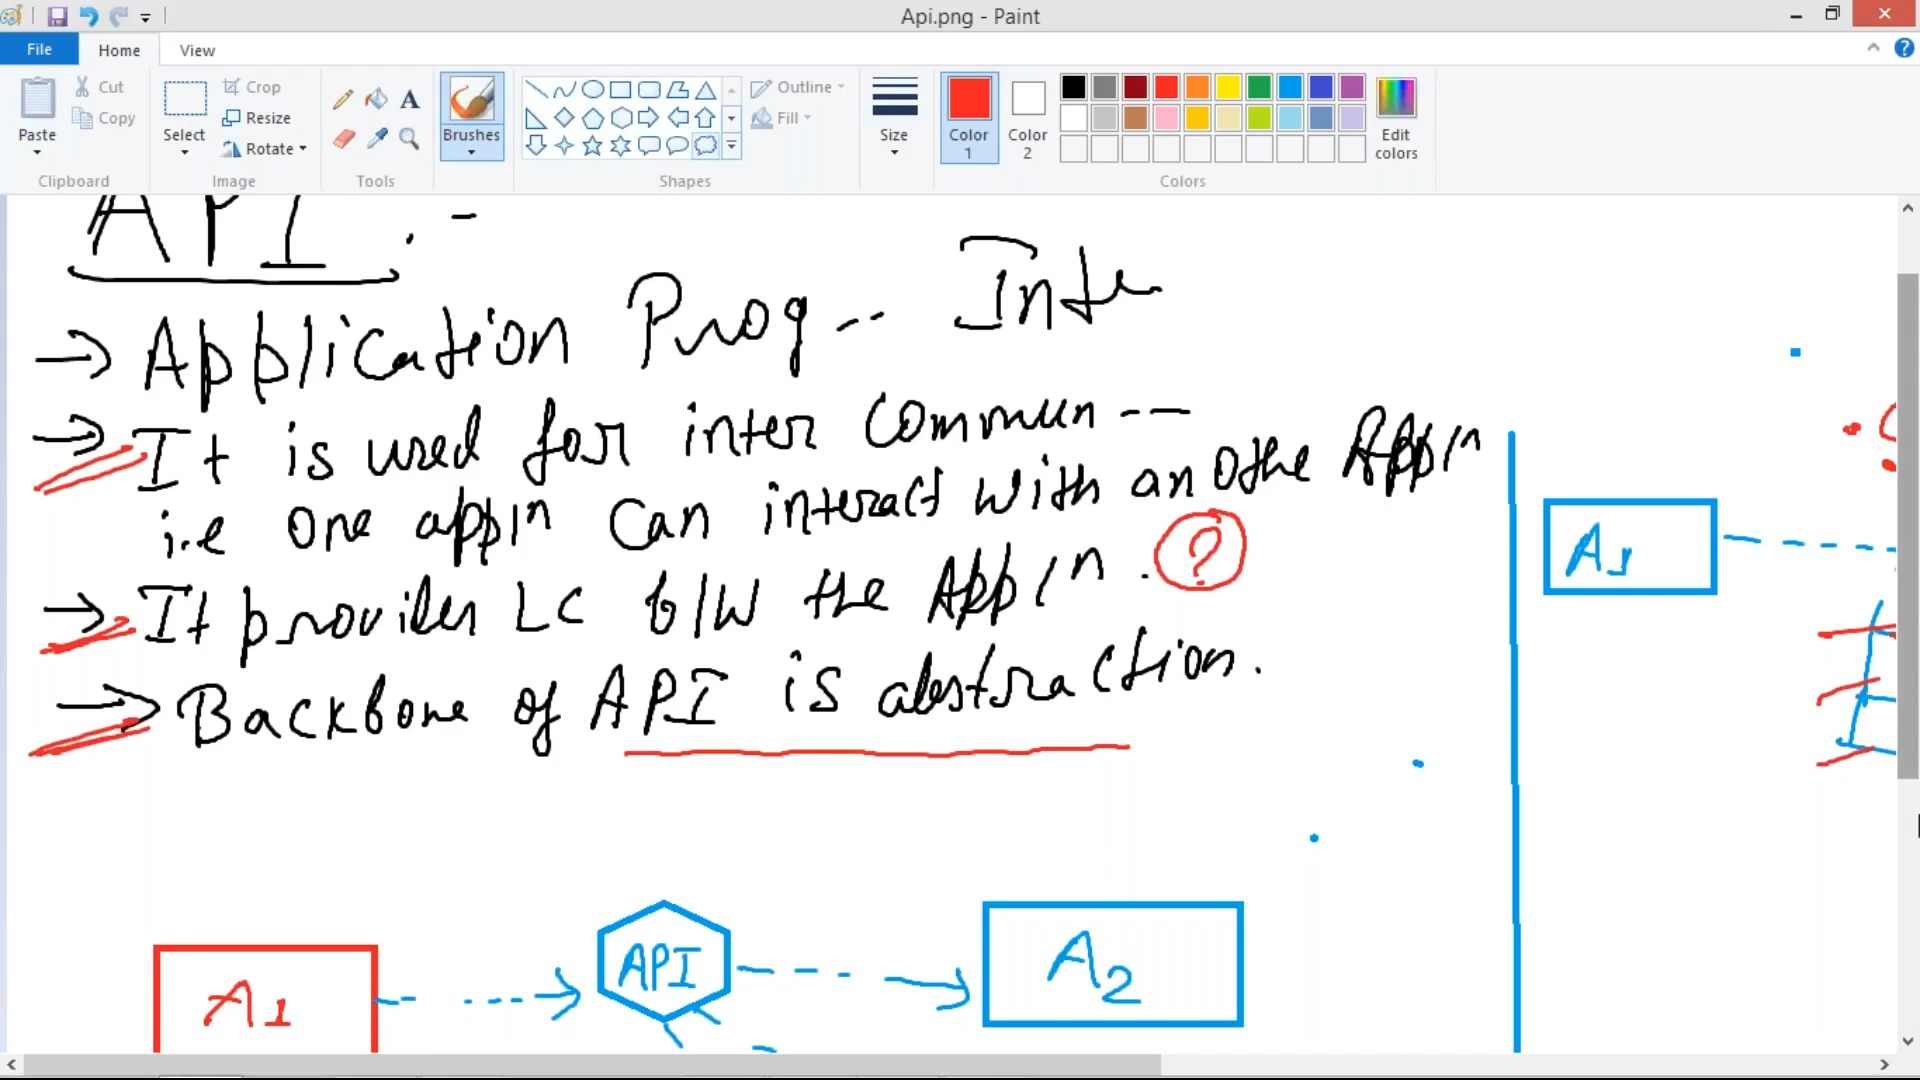 Api.png - Paint
File Home View
Paste
Cut
Copy
Clipboard
Select
Crop
Resize
Rotate
Image
A
Tools
Brushes
Shapes
Outline
Fill
Size
Color 1
Color 2
Edit colors
Colors
API :-
→ Application Prog -- Inte
→ It is used for inter Commun --
i.e one appln can interact with an othe Appln
→ It provides LC b/w the Appln . ?
→ Backbone of API is abstraction.
A1
API
A2
A1